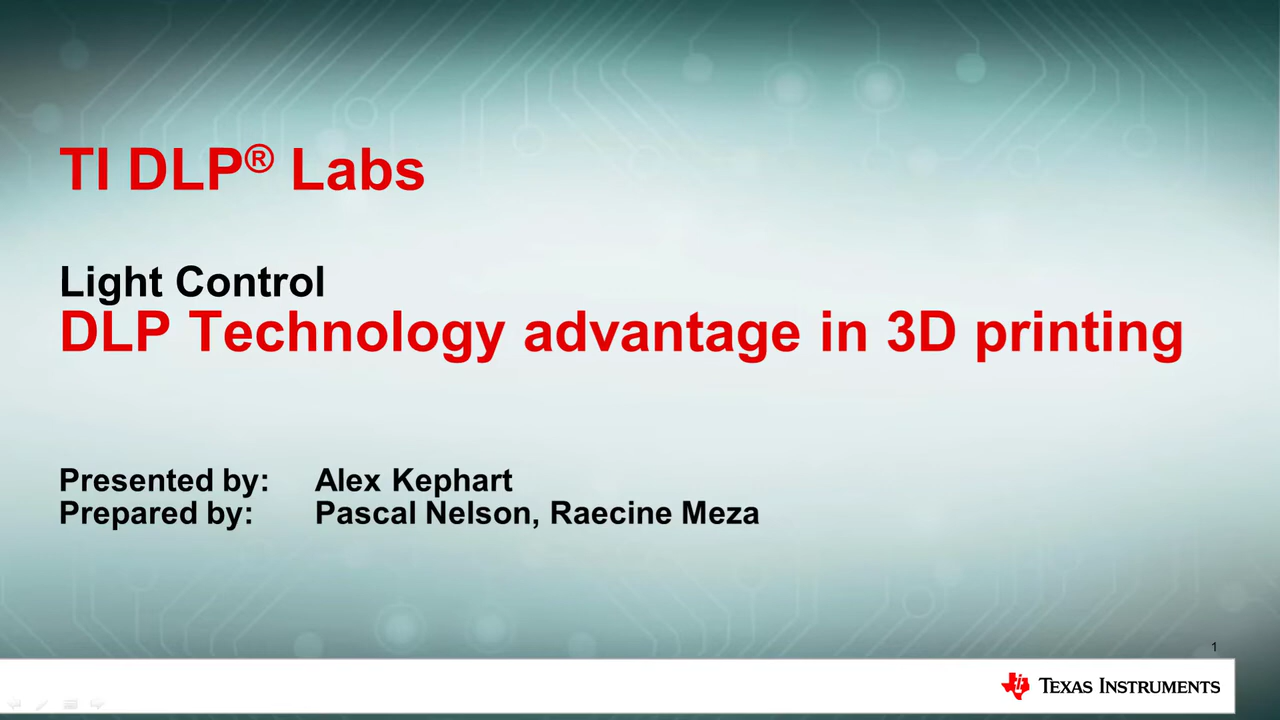 TI DLP® Labs
Light Control
DLP Technology advantage in 3D printing
Presented by: Alex Kephart
Prepared by: Pascal Nelson, Raecine Meza
1
TEXAS INSTRUMENTS